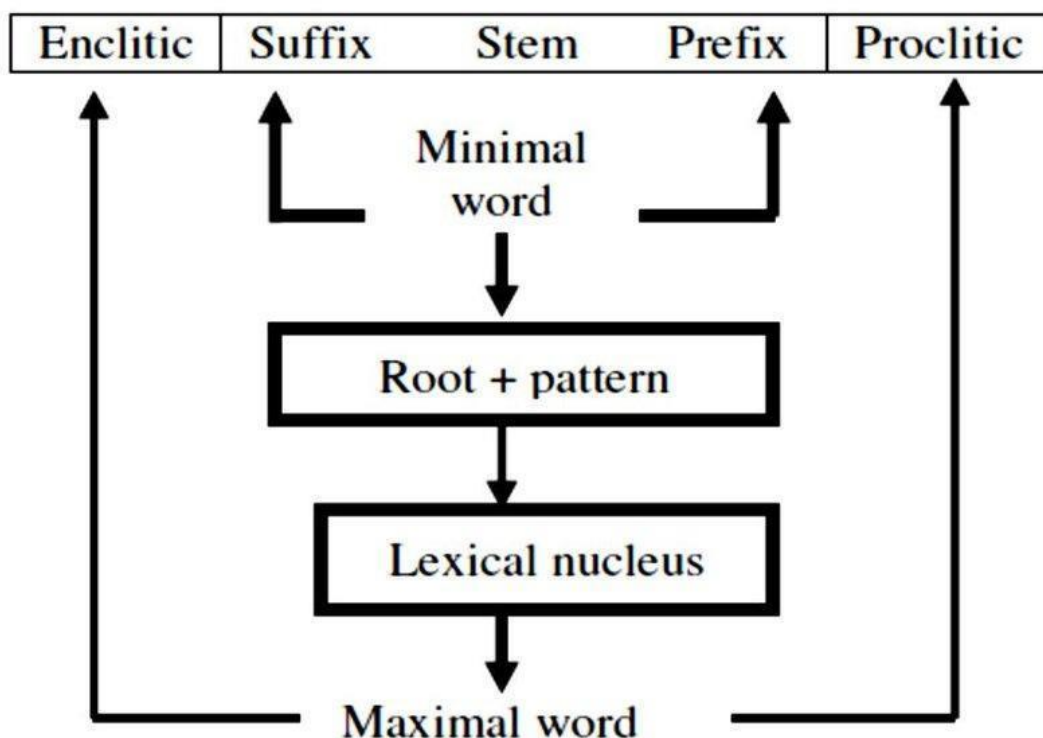 Enclitic Suffix Stem Prefix Proclitic
Minimal
word
Root + pattern
Lexical nucleus
Maximal word